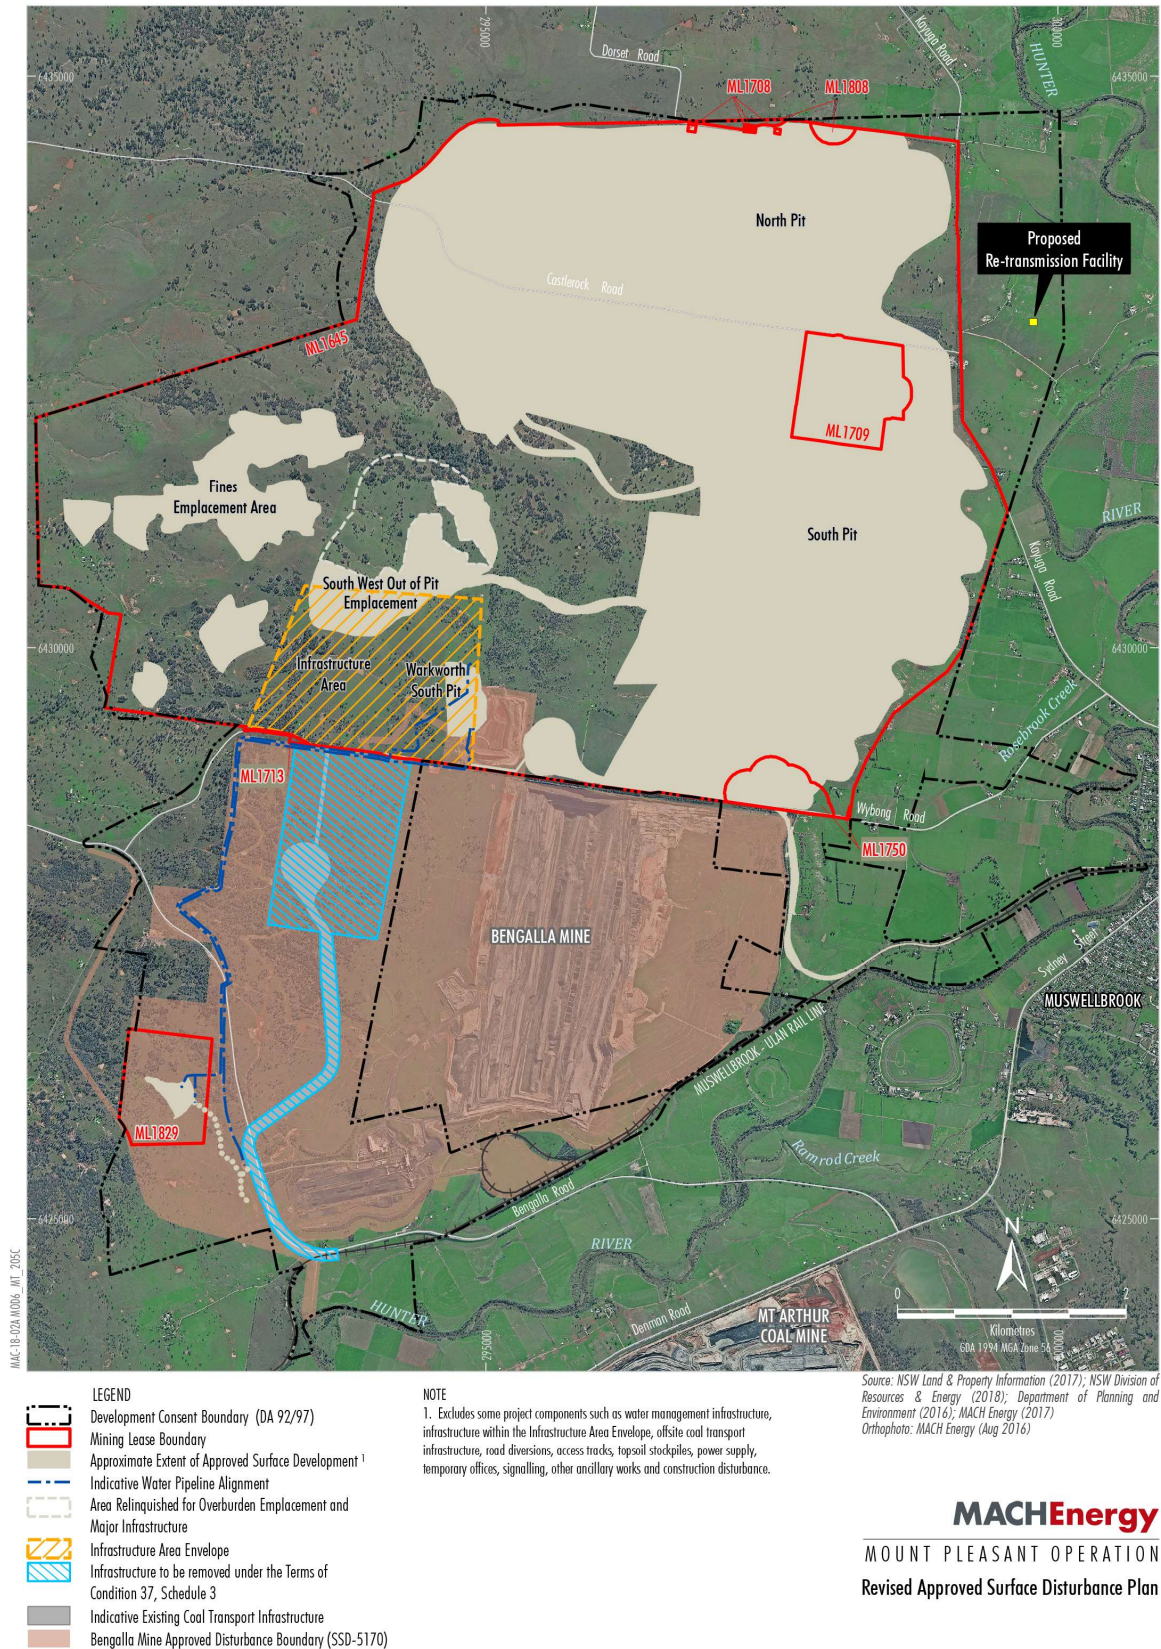 295000
300000
Dorset Road
Kayuga Road
HUNTER
6435000
6435000
ML1708
ML1808
North Pit
Proposed
Re-transmission Facility
Castlerock Road
ML1645
ML1709
Fines
Emplacement Area
South Pit
RIVER
Kayuga Road
South West Out of Pit
Emplacement
6430000
6430000
Infrastructure
Area
Warkworth
South Pit
Rosebrook Creek
ML1713
Wybong Road
ML1750
BENGALLA MINE
Sydney Street
MUSWELLBROOK
MUSWELLBROOK - ULAN RAIL LINE
ML1829
Ramrod Creek
Bengalla Road
6425000
6425000
RIVER
HUNTER
Denman Road
MT ARTHUR
COAL MINE
295000
N
0 2
Kilometres
GDA 1994 MGA Zone 56
MAC-18-02A MOD6_MT_205C
LEGEND
Development Consent Boundary (DA 92/97)
Mining Lease Boundary
Approximate Extent of Approved Surface Development 1
Indicative Water Pipeline Alignment
Area Relinquished for Overburden Emplacement and
Major Infrastructure
Infrastructure Area Envelope
Infrastructure to be removed under the Terms of
Condition 37, Schedule 3
Indicative Existing Coal Transport Infrastructure
Bengalla Mine Approved Disturbance Boundary (SSD-5170)
NOTE
1. Excludes some project components such as water management infrastructure,
infrastructure within the Infrastructure Area Envelope, offsite coal transport
infrastructure, road diversions, access tracks, topsoil stockpiles, power supply,
temporary offices, signalling, other ancillary works and construction disturbance.
Source: NSW Land & Property Information (2017); NSW Division of
Resources & Energy (2018); Department of Planning and
Environment (2016); MACH Energy (2017)
Orthophoto: MACH Energy (Aug 2016)
MACHEnergy
MOUNT PLEASANT OPERATION
Revised Approved Surface Disturbance Plan